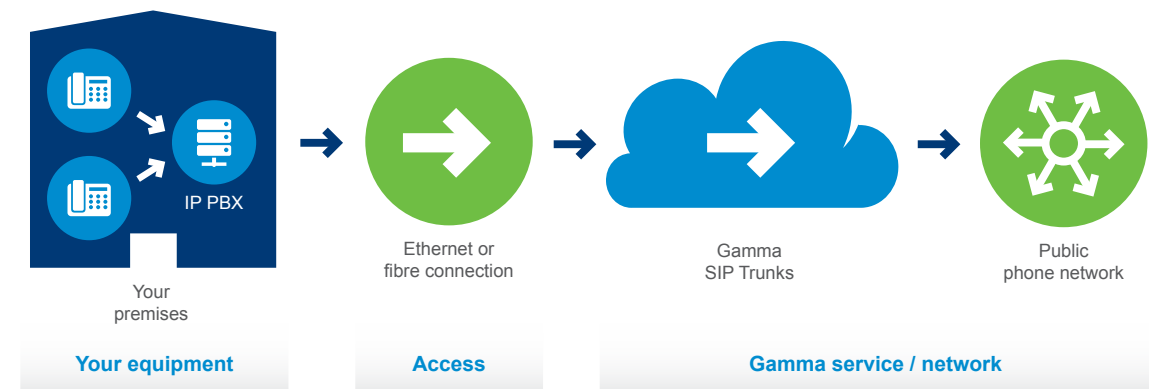 IP PBX
Your
premises
Ethernet or
fibre connection
Gamma
SIP Trunks
Public
phone network
Your equipment
Access
Gamma service / network